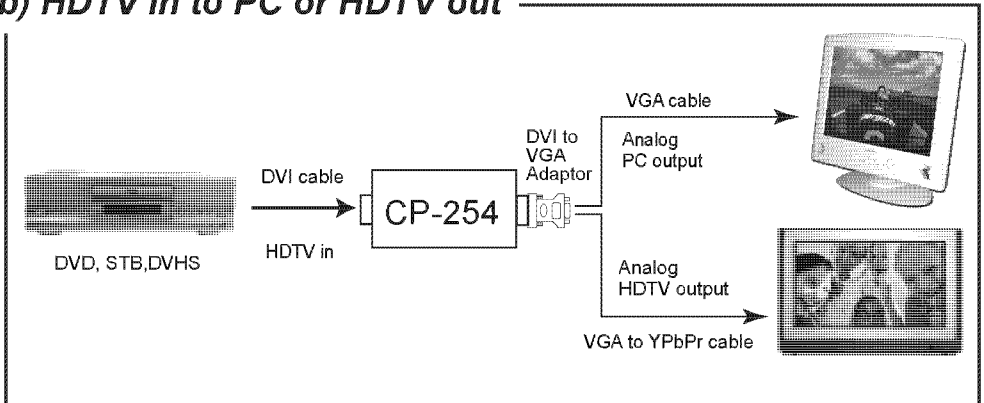 b) HDTV in to PC or HDTV out
VGA cable
DVI to
VGA
Adaptor
Analog
PC output
DVI cable
CP-254
HDTV in
DVD, STB,DVHS
Analog
HDTV output
VGA to YPbPr cable